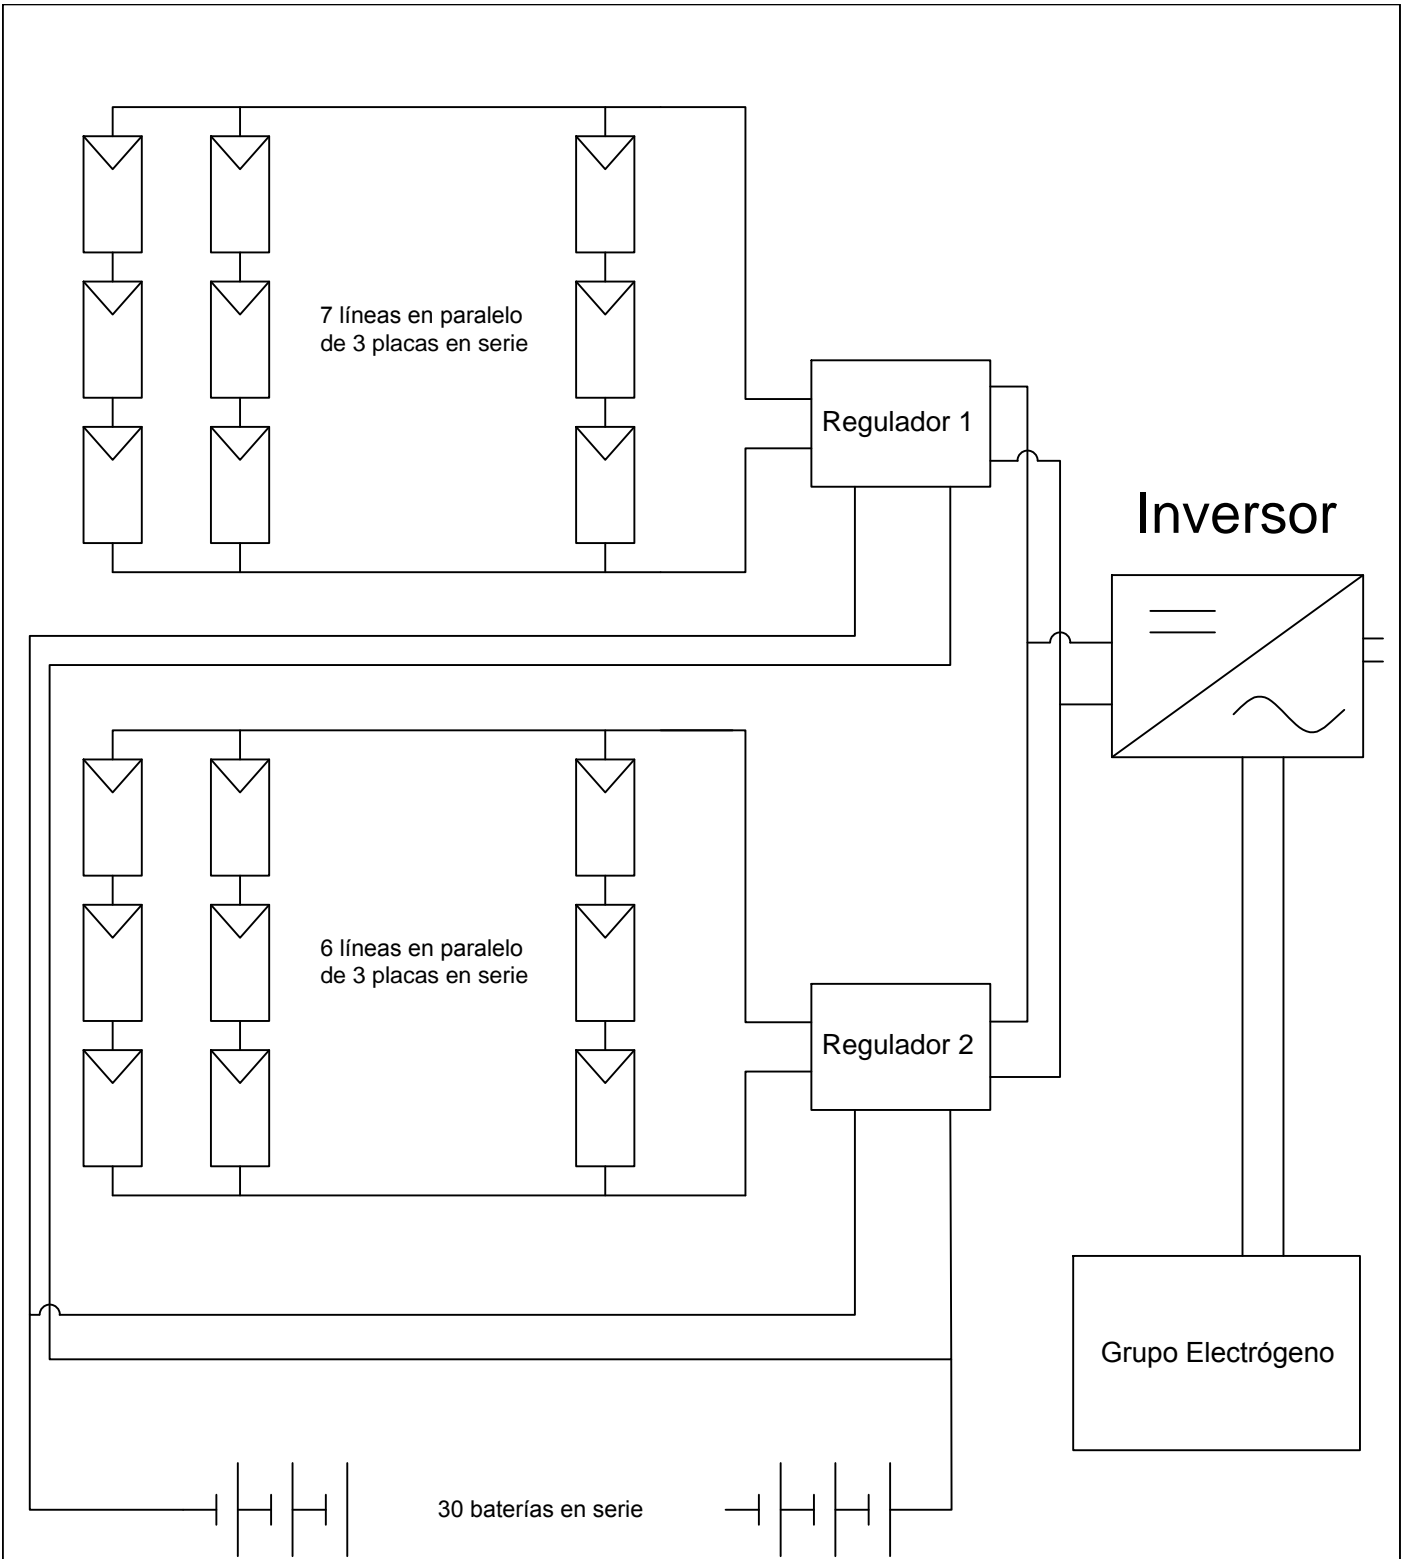 7 líneas en paralelo
de 3 placas en serie
Regulador 1
Inversor
6 líneas en paralelo
de 3 placas en serie
Regulador 2
Grupo Electrógeno
30 baterías en serie